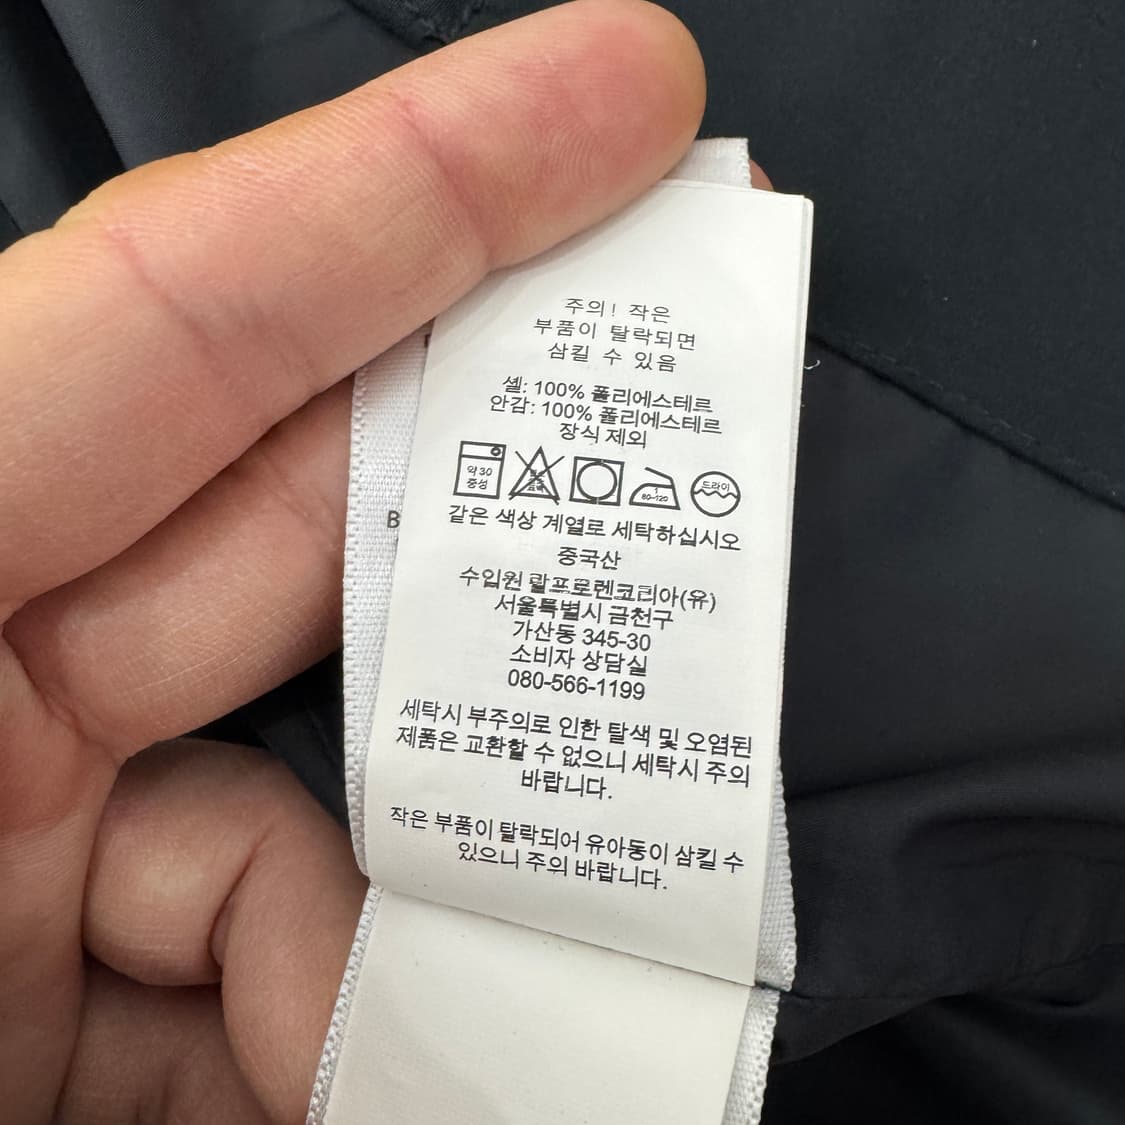 주의! 작은
부품이 탈락되면
삼킬 수 있음
셸: 100% 폴리에스테르
안감: 100% 폴리에스테르
장식 제외
약 30
중성
80~120
드라이
같은 색상 계열로 세탁하십시오
중국산
수입원 랄프로렌코리아(유)
서울특별시 금천구
가산동 345-30
소비자 상담실
080-566-1199
세탁시 부주의로 인한 탈색 및 오염된
제품은 교환할 수 없으니 세탁시 주의
바랍니다.
작은 부품이 탈락되어 유아동이 삼킬 수
있으니 주의 바랍니다.
B